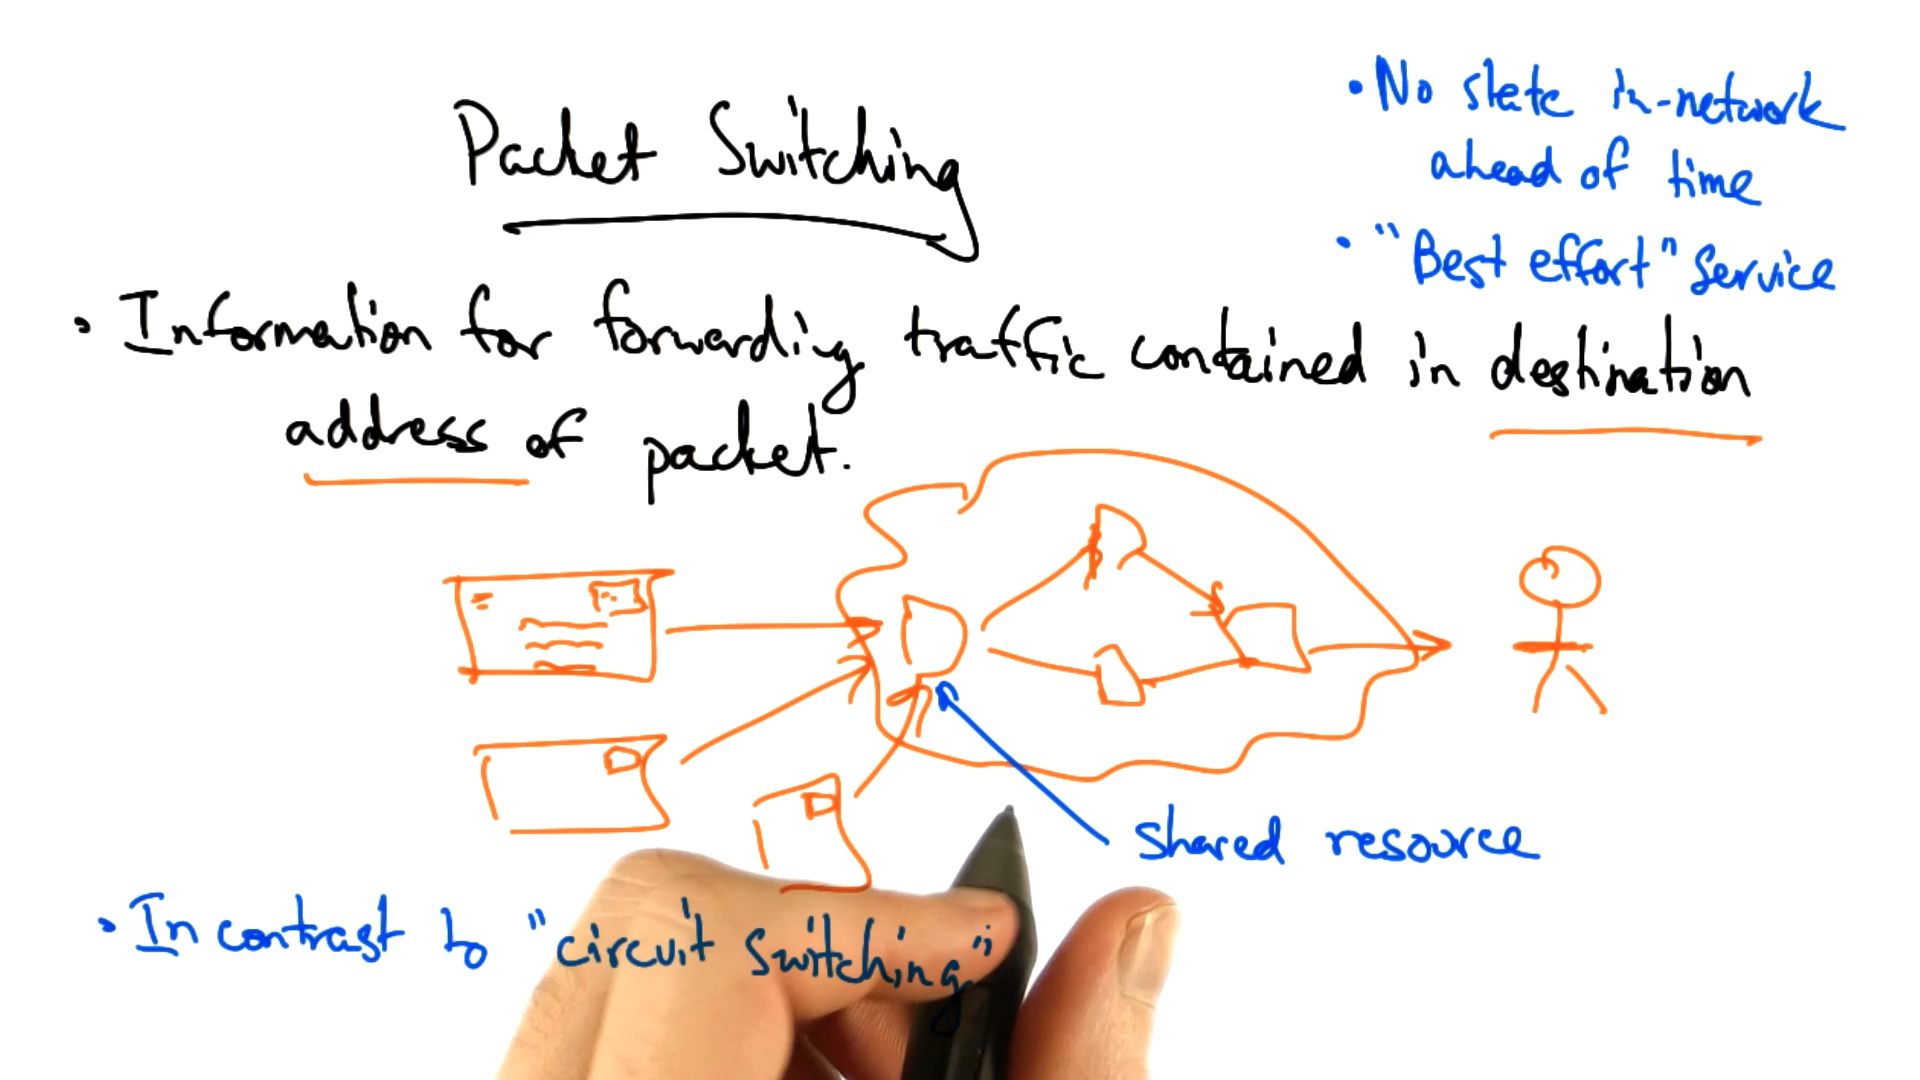 Packet Switching
• No state in-network
ahead of time
• "Best effort" Service
• Information for forwarding traffic contained in destination
address of packet.
shared resource
• In contrast to "circuit switching"